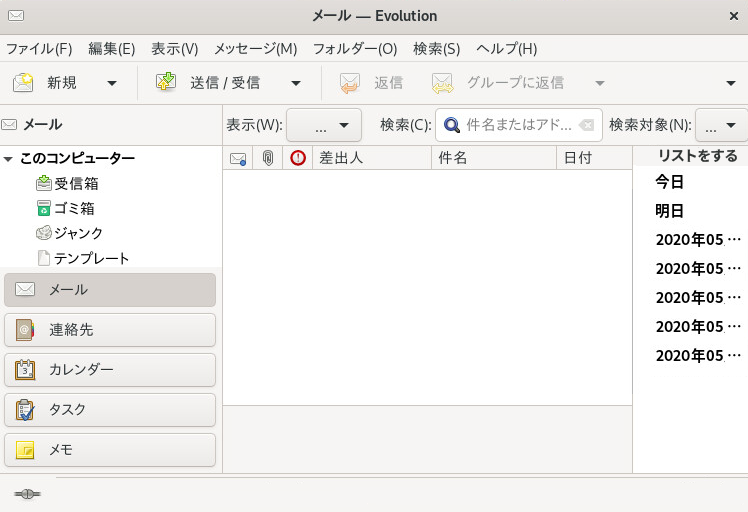 メール — Evolution
ファイル(F) 編集(E) 表示(V) メッセージ(M) フォルダー(O) 検索(S) ヘルプ(H)
新規 送信 / 受信 返信 グループに返信
メール 表示(W): ... 検索(C): 件名またはアド... 検索対象(N): ...
このコンピューター
受信箱
ゴミ箱
ジャンク
テンプレート
メール
連絡先
カレンダー
タスク
メモ
差出人 件名 日付
リストをする
今日
明日
2020年05…
2020年05…
2020年05…
2020年05…
2020年05…